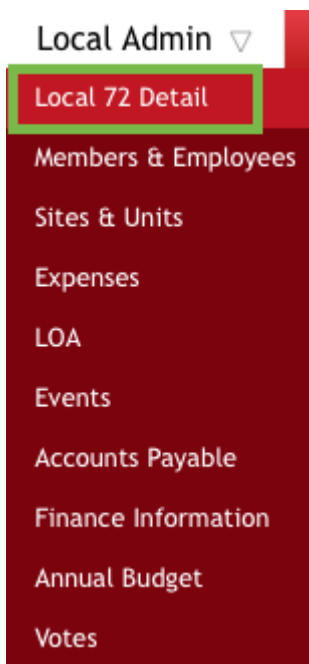 Local Admin
Local 72 Detail
Members & Employees
Sites & Units
Expenses
LOA
Events
Accounts Payable
Finance Information
Annual Budget
Votes